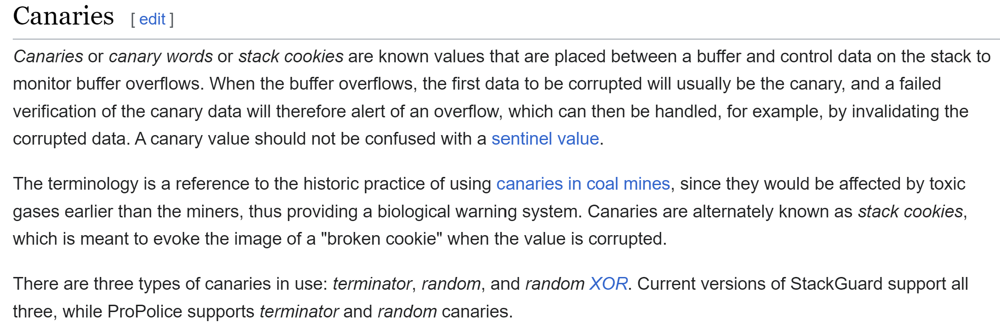 Canaries [ edit ]
Canaries or canary words or stack cookies are known values that are placed between a buffer and control data on the stack to
monitor buffer overflows. When the buffer overflows, the first data to be corrupted will usually be the canary, and a failed
verification of the canary data will therefore alert of an overflow, which can then be handled, for example, by invalidating the
corrupted data. A canary value should not be confused with a sentinel value.
The terminology is a reference to the historic practice of using canaries in coal mines, since they would be affected by toxic
gases earlier than the miners, thus providing a biological warning system. Canaries are alternately known as stack cookies,
which is meant to evoke the image of a "broken cookie" when the value is corrupted.
There are three types of canaries in use: terminator, random, and random XOR. Current versions of StackGuard support all
three, while ProPolice supports terminator and random canaries.